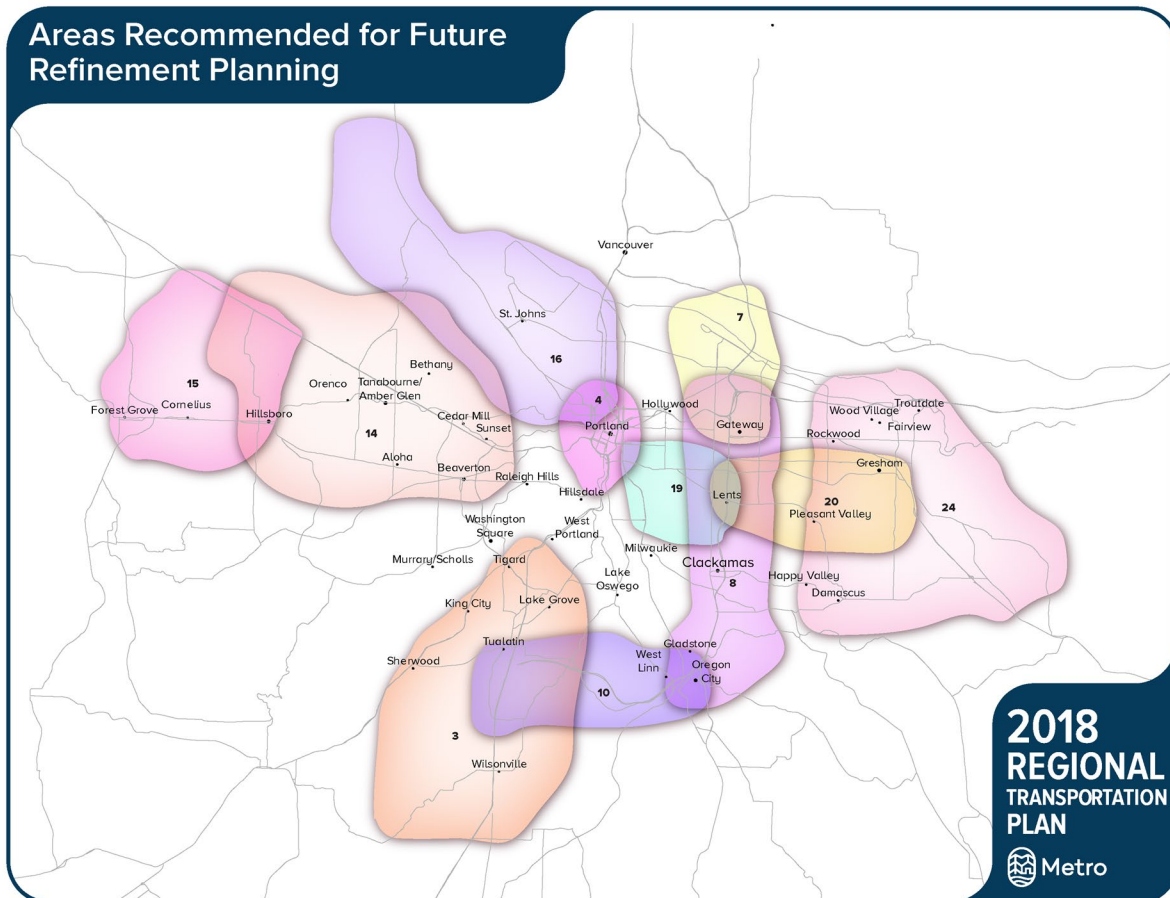 Areas Recommended for Future
Refinement Planning
Vancouver
7
St. Johns
16
Bethany
15
Orenco
Tanabourne/
Amber Glen
Forest Grove
Cornelius
Hillsboro
14
Cedar Mill
Sunset
4
Portland
Hollywood
Gateway
Troutdale
Wood Village
Fairview
Rockwood
Aloha
Beaverton
Raleigh Hills
Hillsdale
19
Lents
Gresham
20
Pleasant Valley
24
Washington
Square
West
Portland
Murrary/Scholls
Tigard
Milwaukie
Clackamas
8
Lake
Oswego
Happy Valley
Damascus
King City
Lake Grove
Tualatin
Sherwood
Gladstone
West
Linn
Oregon
City
10
3
Wilsonville
2018
REGIONAL
TRANSPORTATION
PLAN
Metro